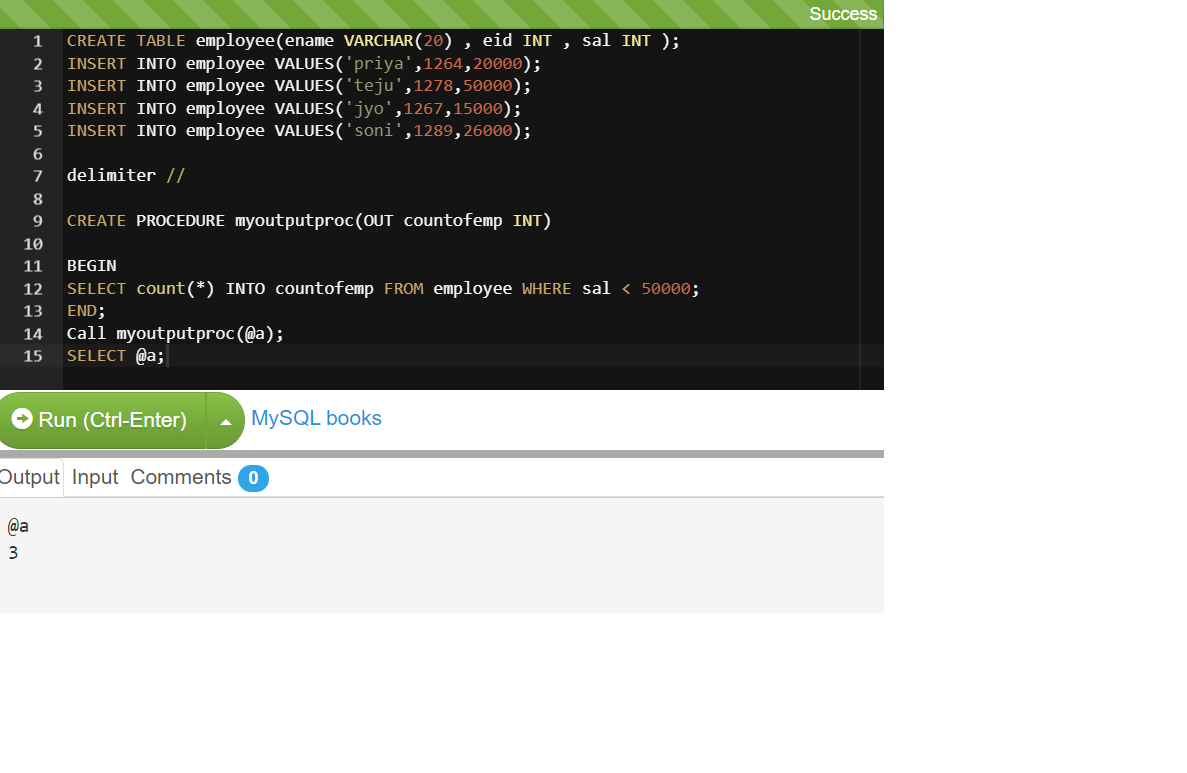 Success
1 CREATE TABLE employee(ename VARCHAR(20) , eid INT , sal INT );
2 INSERT INTO employee VALUES('priya',1264,20000);
3 INSERT INTO employee VALUES('teju',1278,50000);
4 INSERT INTO employee VALUES('jyo',1267,15000);
5 INSERT INTO employee VALUES('soni',1289,26000);
6
7 delimiter //
8
9 CREATE PROCEDURE myoutputproc(OUT countofemp INT)
10
11 BEGIN
12 SELECT count(*) INTO countofemp FROM employee WHERE sal < 50000;
13 END;
14 Call myoutputproc(@a);
15 SELECT @a;
Run (Ctrl-Enter) MySQL books
Output Input Comments 0
@a
3